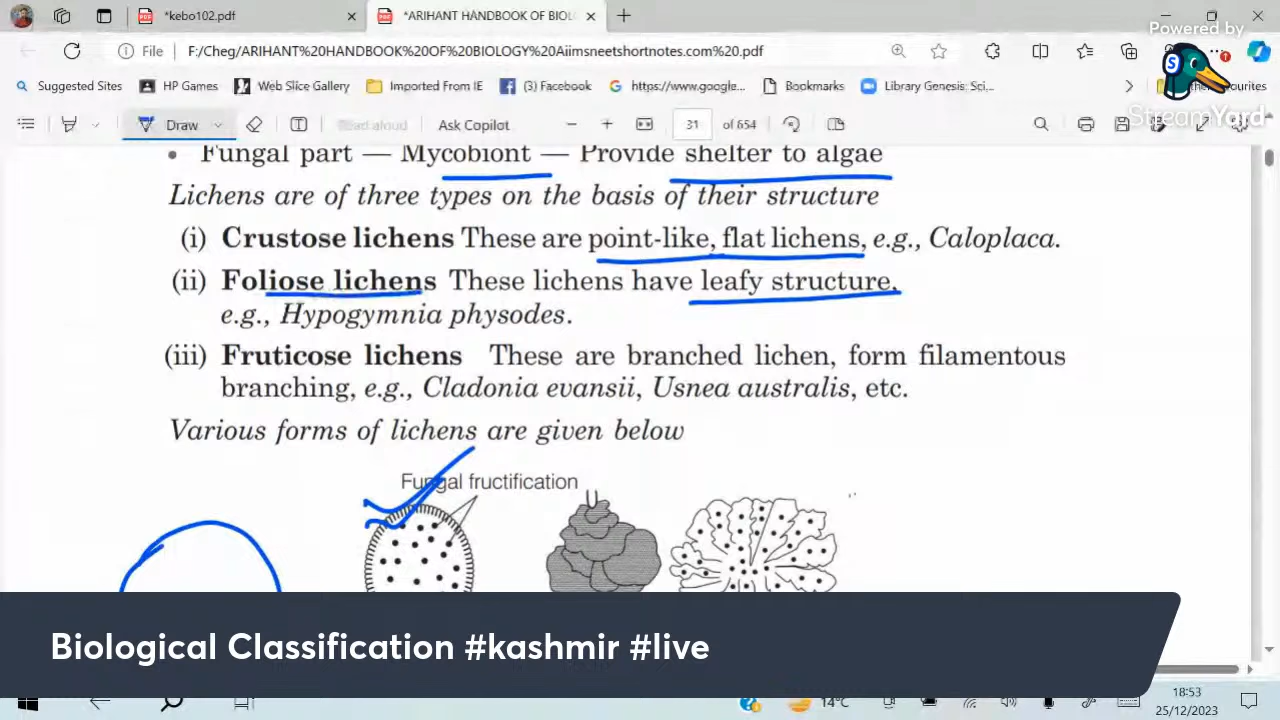 *kebo102.pdf
*ARIHANT HANDBOOK OF BIOL
Powered by
File F:/Cheg/ARIHANT%20HANDBOOK%20OF%20BIOLOGY%20Aiimsneetshortnotes.com%20.pdf
Suggested Sites HP Games Web Slice Gallery Imported From IE (3) Facebook https://www.google... Bookmarks Library Genesis: Sci...
StreamYard
Draw Read aloud Ask Copilot 31 of 654
• Fungal part — Mycobiont — Provide shelter to algae
Lichens are of three types on the basis of their structure
(i) Crustose lichens These are point-like, flat lichens, e.g., Caloplaca.
(ii) Foliose lichens These lichens have leafy structure,
e.g., Hypogymnia physodes.
(iii) Fruticose lichens These are branched lichen, form filamentous
branching, e.g., Cladonia evansii, Usnea australis, etc.
Various forms of lichens are given below
Fungal fructification
Biological Classification #kashmir #live
14°C
18:53
25/12/2023